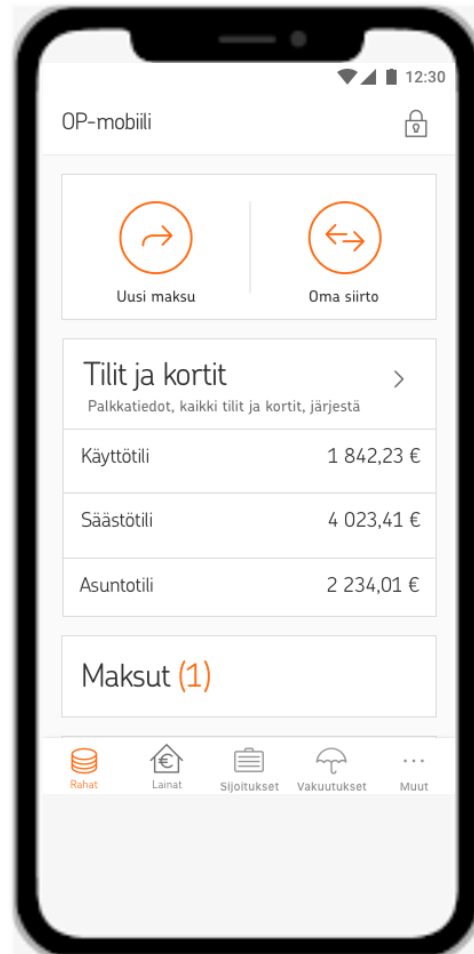 12:30
OP-mobiili
Uusi maksu
Oma siirto
Tilit ja kortit
Palkkatiedot, kaikki tilit ja kortit, järjestä
Käyttötili 1 842,23 €
Säästötili 4 023,41 €
Asuntotili 2 234,01 €
Maksut (1)
€
Rahat Lainat Sijoitukset Vakuutukset Muut